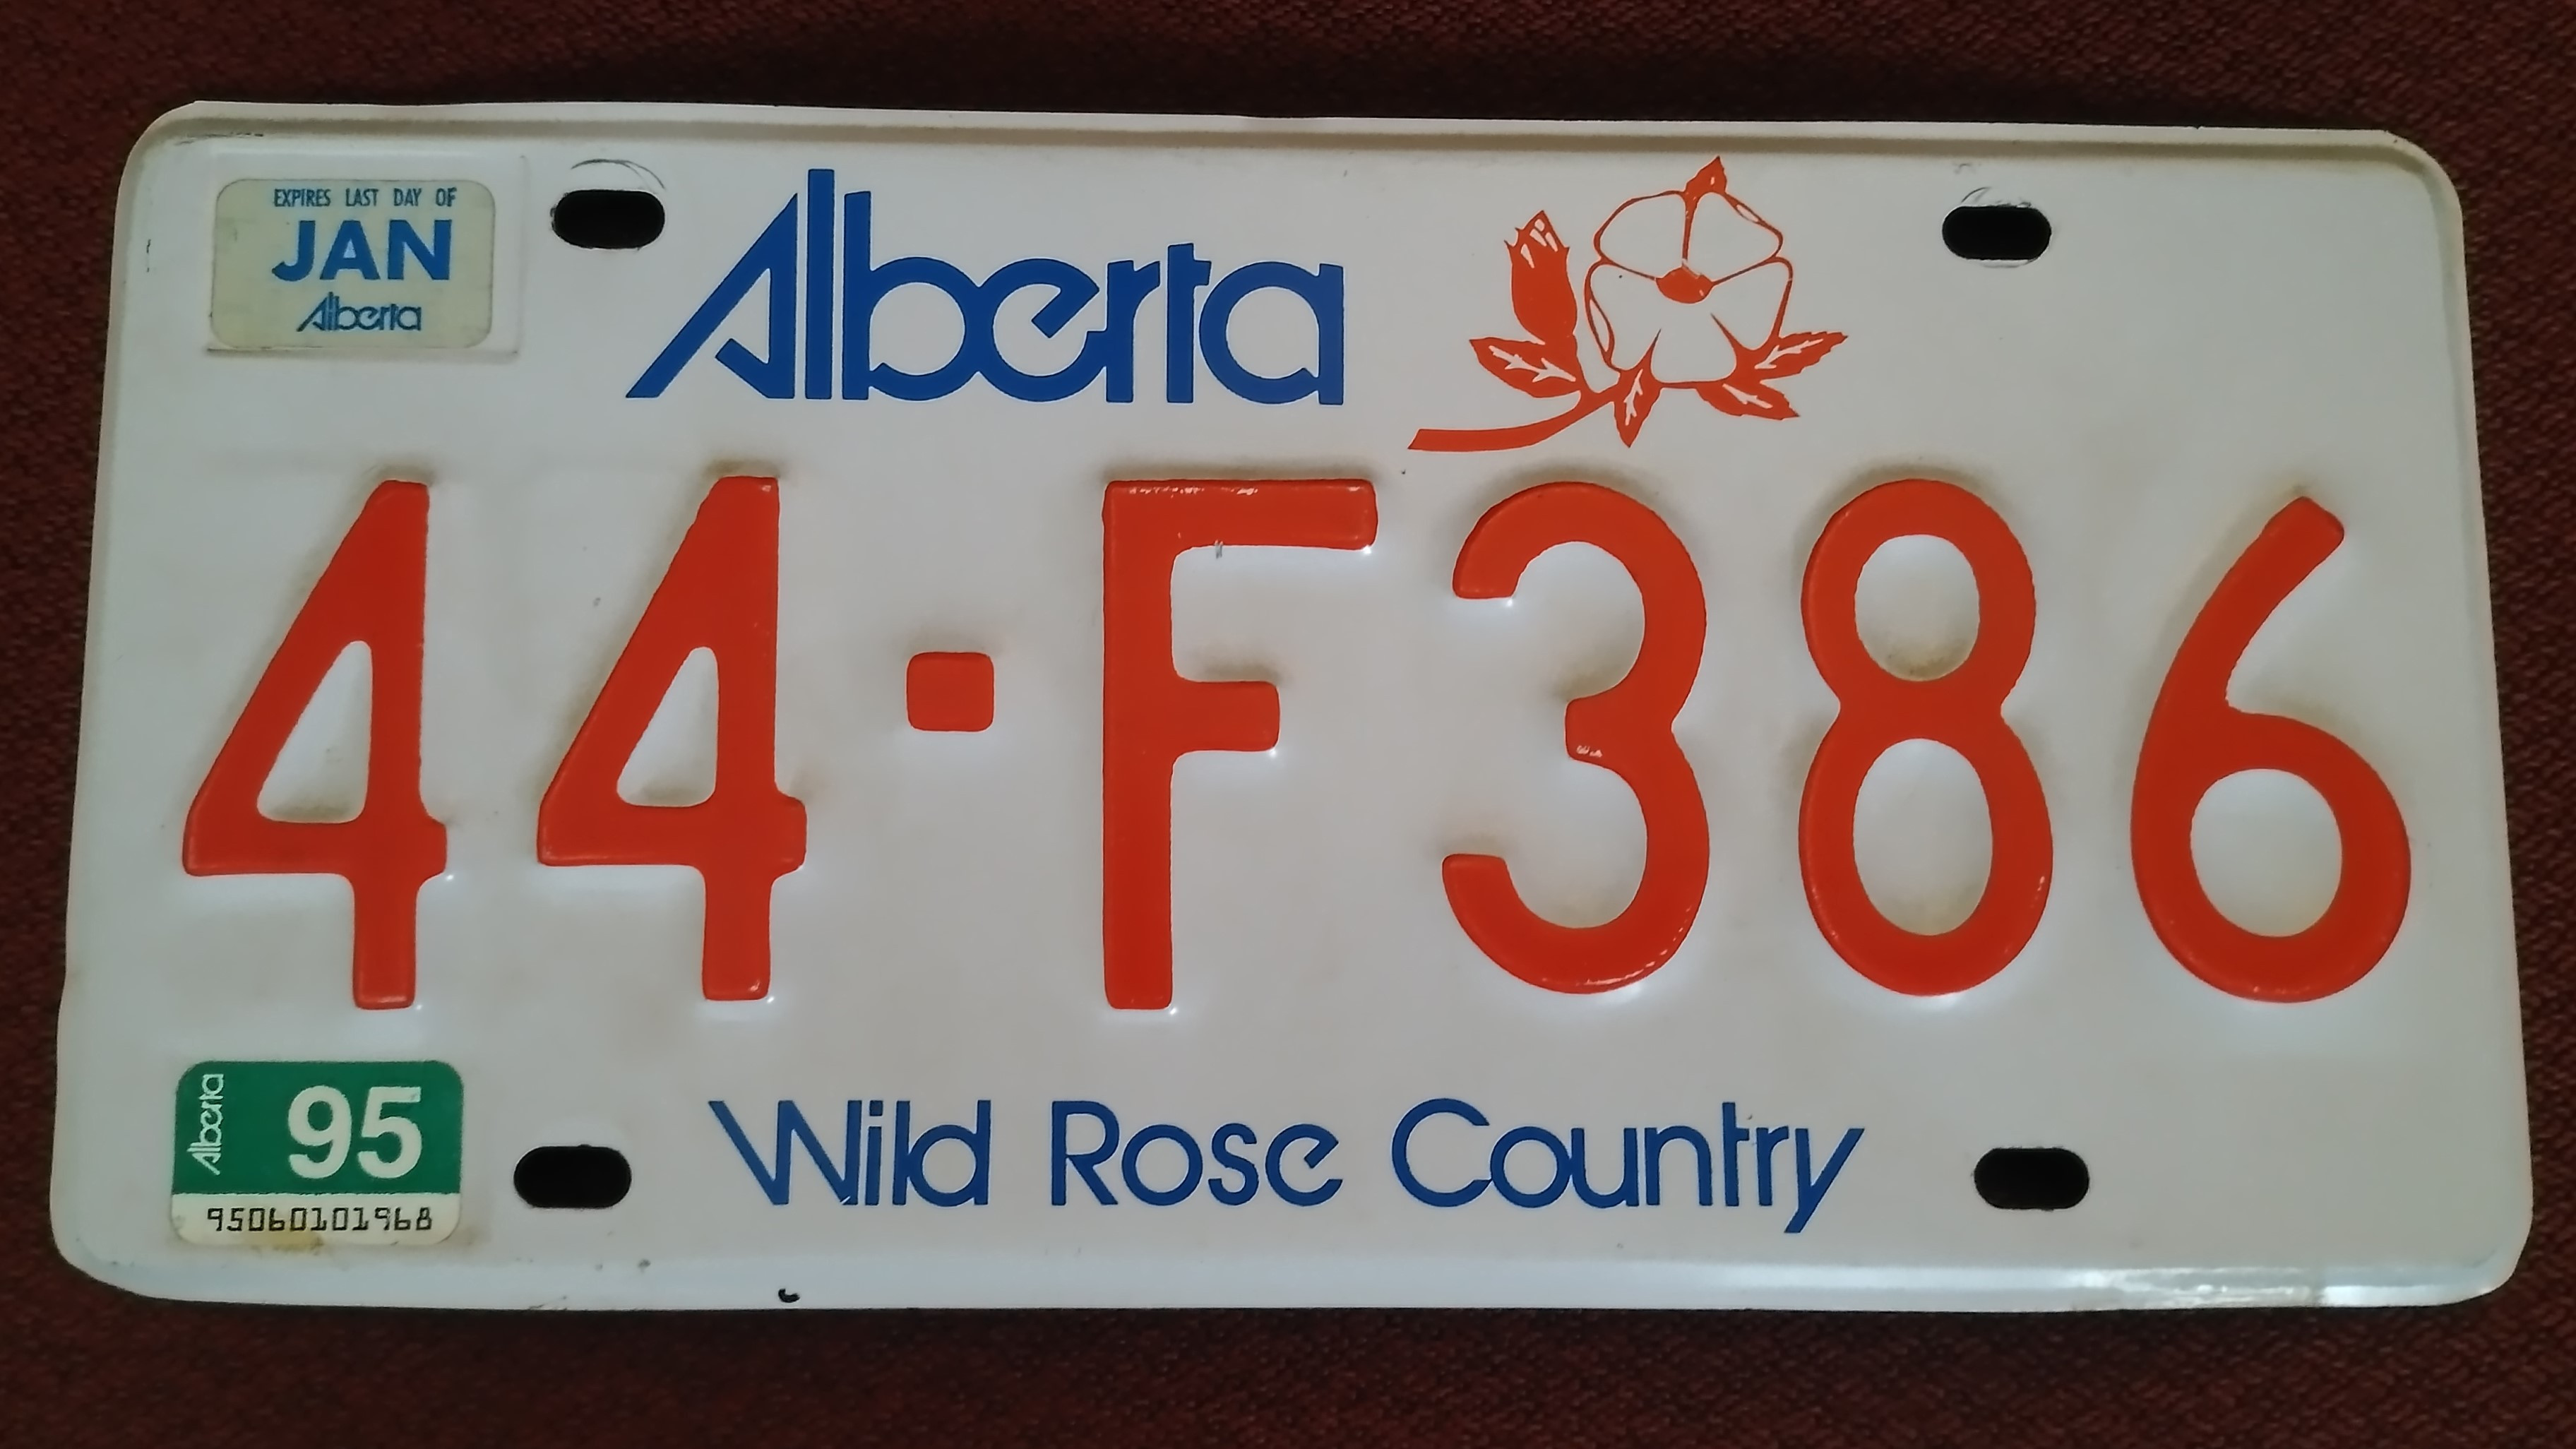 EXPIRES LAST DAY OF
JAN
Alberta
Alberta
44-F386
Alberta
95
95060101968
Wild Rose Country